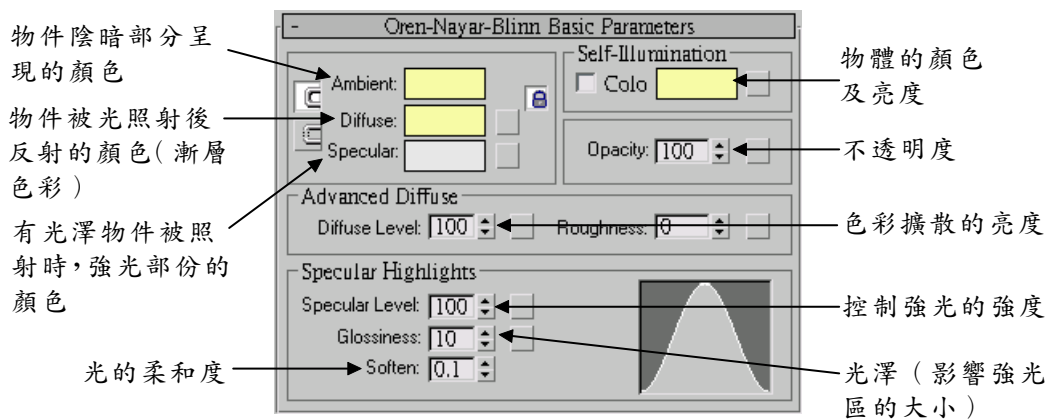 物件陰暗部分呈
現的顏色
物件被光照射後
反射的顏色(漸層
色彩)
有光澤物件被照
射時,強光部份的
顏色
光的柔和度
- Oren-Nayar-Blinn Basic Parameters
Ambient:
Diffuse:
Specular:
Self-Illumination
Colo
Opacity: 100
Advanced Diffuse
Diffuse Level: 100
Roughness: 0
Specular Highlights
Specular Level: 100
Glossiness: 10
Soften: 0.1
物體的顏色
及亮度
不透明度
色彩擴散的亮度
控制強光的強度
光澤(影響強光
區的大小)